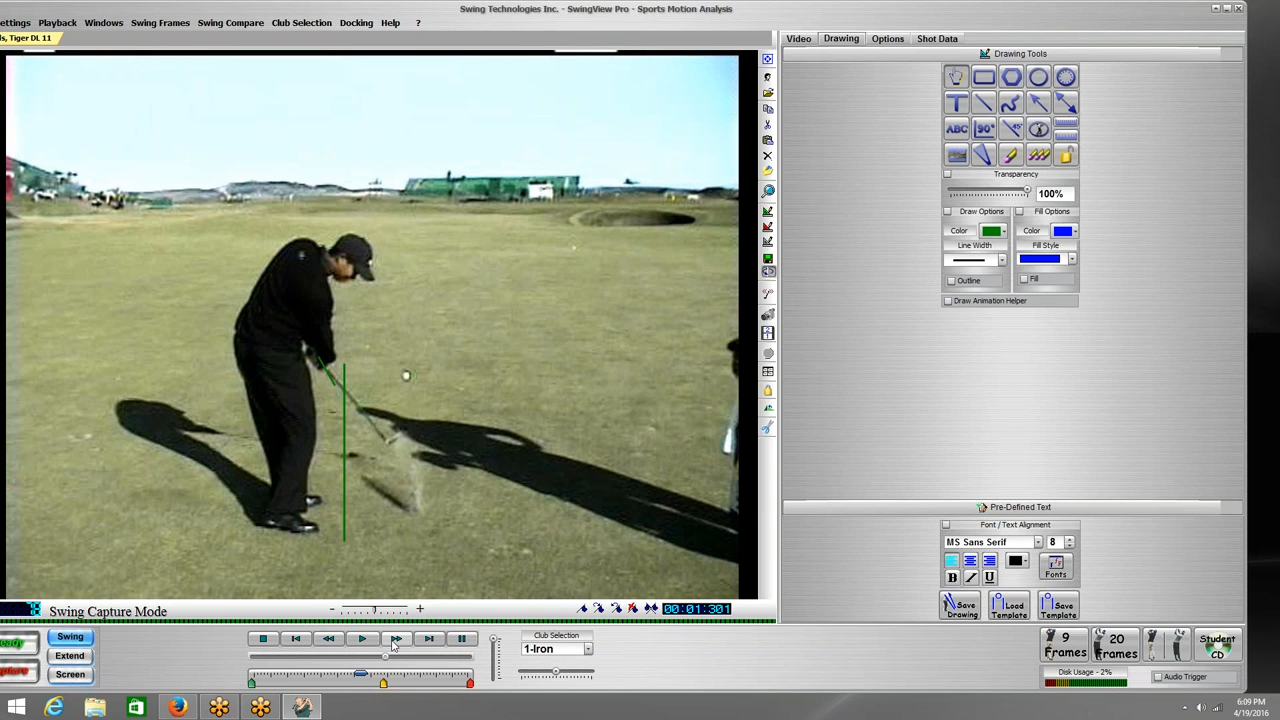 Swing Technologies Inc. - SwingView Pro - Sports Motion Analysis
ettings Playback Windows Swing Frames Swing Compare Club Selection Docking Help ?
ls, Tiger DL 11
Video Drawing Options Shot Data
Drawing Tools
T
ABC 90° 45°
Transparency
100%
Draw Options Fill Options
Color Color
Line Width Fill Style
Outline Fill
Draw Animation Helper
Pre-Defined Text
Font / Text Alignment
MS Sans Serif 8
B I U Fonts
Save Drawing Load Template Save Template
Swing Capture Mode
- +
00:01:301
eady Swing
Extend
apture Screen
Club Selection
1-Iron
9 Frames 20 Frames Student CD
Disk Usage - 2% Audio Trigger
6:09 PM
4/19/2016